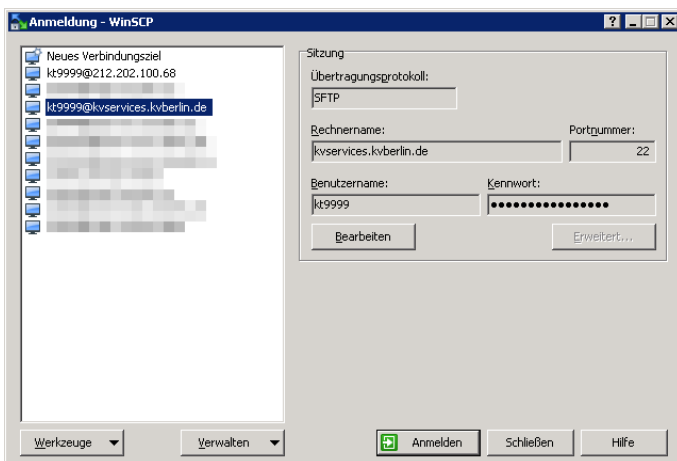 Anmeldung - WinSCP
Neues Verbindungsziel
kt9999@212.202.100.68
kt9999@kvservices.kvberlin.de
Sitzung
Übertragungsprotokoll:
SFTP
Rechnername:
Portnummer:
kvservices.kvberlin.de
22
Benutzername:
Kennwort:
kt9999
••••••••••••••••
Bearbeiten
Erweitert...
Werkzeuge
Verwalten
Anmelden
Schließen
Hilfe